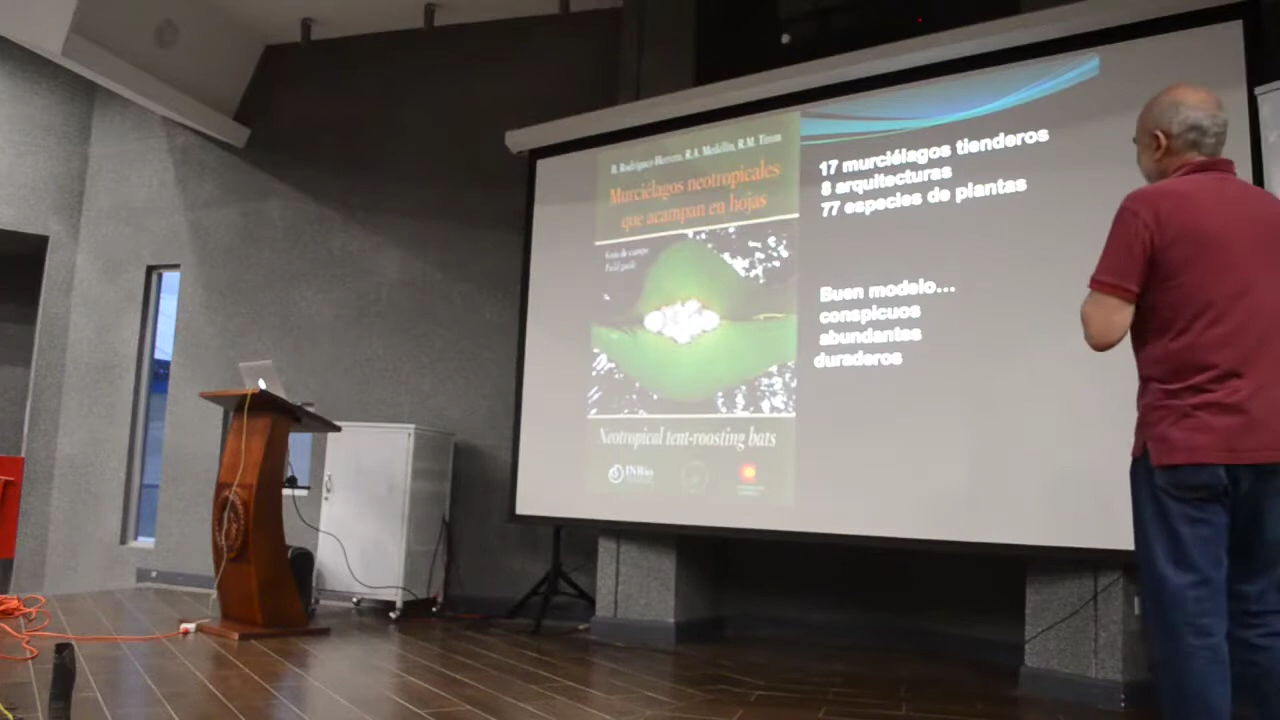 B. Rodríguez-Herrera, R.A. Medellín, R.M. Timm
Murciélagos neotropicales
que acampan en hojas
Guía de campo
Field guide
Neotropical tent-roosting bats
INBio
17 murciélagos tienderos
8 arquitecturas
77 especies de plantas
Buen modelo...
conspicuos
abundantes
duraderos